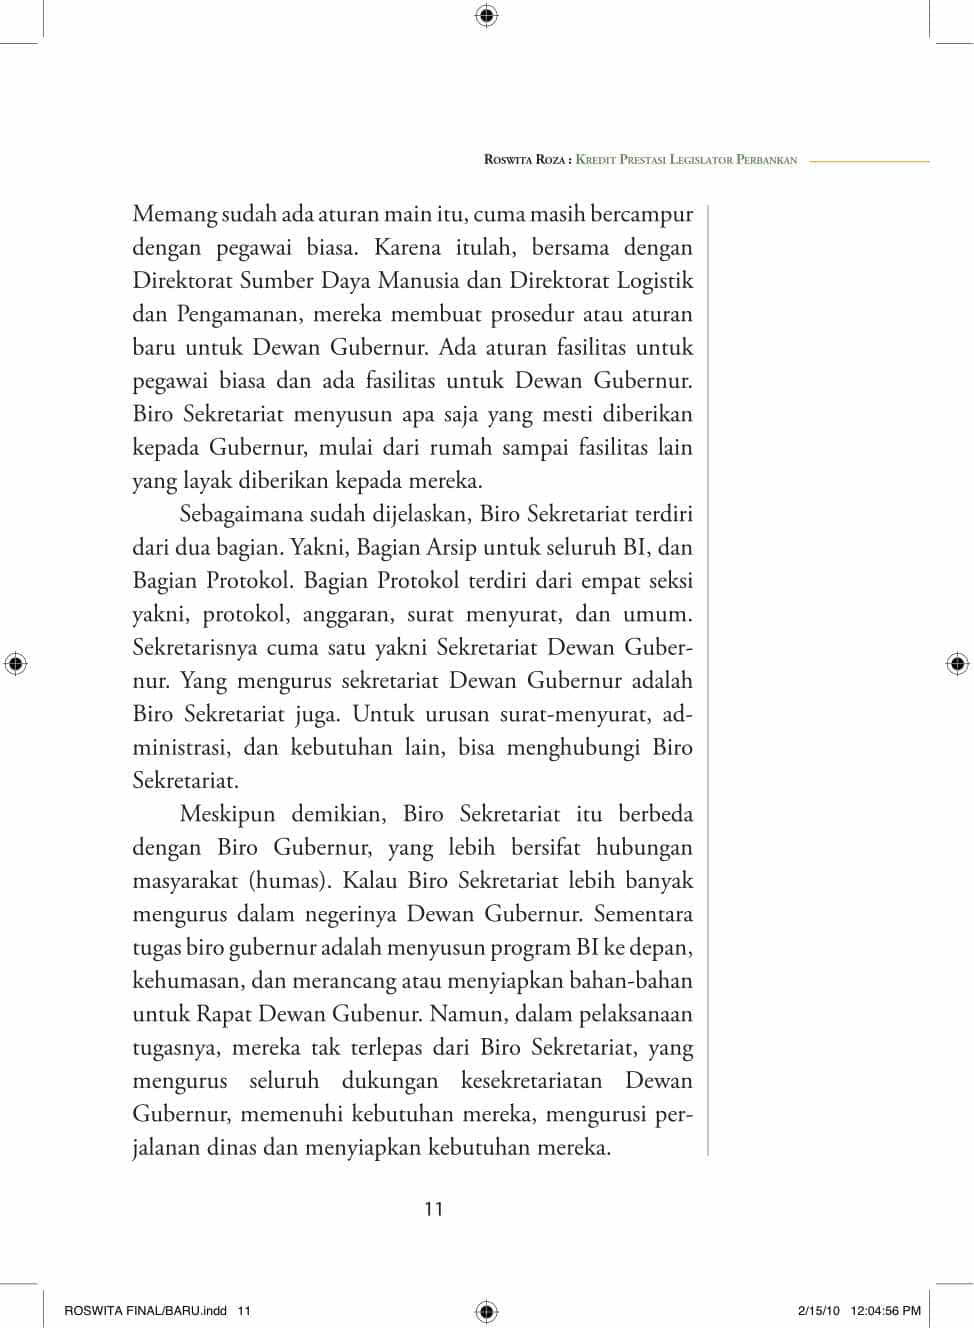 Roswita Roza : Kredit Prestasi Legislator Perbankan
Memang sudah ada aturan main itu, cuma masih bercampur
dengan pegawai biasa. Karena itulah, bersama dengan
Direktorat Sumber Daya Manusia dan Direktorat Logistik
dan Pengamanan, mereka membuat prosedur atau aturan
baru untuk Dewan Gubernur. Ada aturan fasilitas untuk
pegawai biasa dan ada fasilitas untuk Dewan Gubernur.
Biro Sekretariat menyusun apa saja yang mesti diberikan
kepada Gubernur, mulai dari rumah sampai fasilitas lain
yang layak diberikan kepada mereka.
Sebagaimana sudah dijelaskan, Biro Sekretariat terdiri
dari dua bagian. Yakni, Bagian Arsip untuk seluruh BI, dan
Bagian Protokol. Bagian Protokol terdiri dari empat seksi
yakni, protokol, anggaran, surat menyurat, dan umum.
Sekretarisnya cuma satu yakni Sekretariat Dewan Guber-
nur. Yang mengurus sekretariat Dewan Gubernur adalah
Biro Sekretariat juga. Untuk urusan surat-menyurat, ad-
ministrasi, dan kebutuhan lain, bisa menghubungi Biro
Sekretariat.
Meskipun demikian, Biro Sekretariat itu berbeda
dengan Biro Gubernur, yang lebih bersifat hubungan
masyarakat (humas). Kalau Biro Sekretariat lebih banyak
mengurus dalam negerinya Dewan Gubernur. Sementara
tugas biro gubernur adalah menyusun program BI ke depan,
kehumasan, dan merancang atau menyiapkan bahan-bahan
untuk Rapat Dewan Gubenur. Namun, dalam pelaksanaan
tugasnya, mereka tak terlepas dari Biro Sekretariat, yang
mengurus seluruh dukungan kesekretariatan Dewan
Gubernur, memenuhi kebutuhan mereka, mengurusi per-
jalanan dinas dan menyiapkan kebutuhan mereka.
11
ROSWITA FINAL/BARU.indd 11
2/15/10 12:04:56 PM